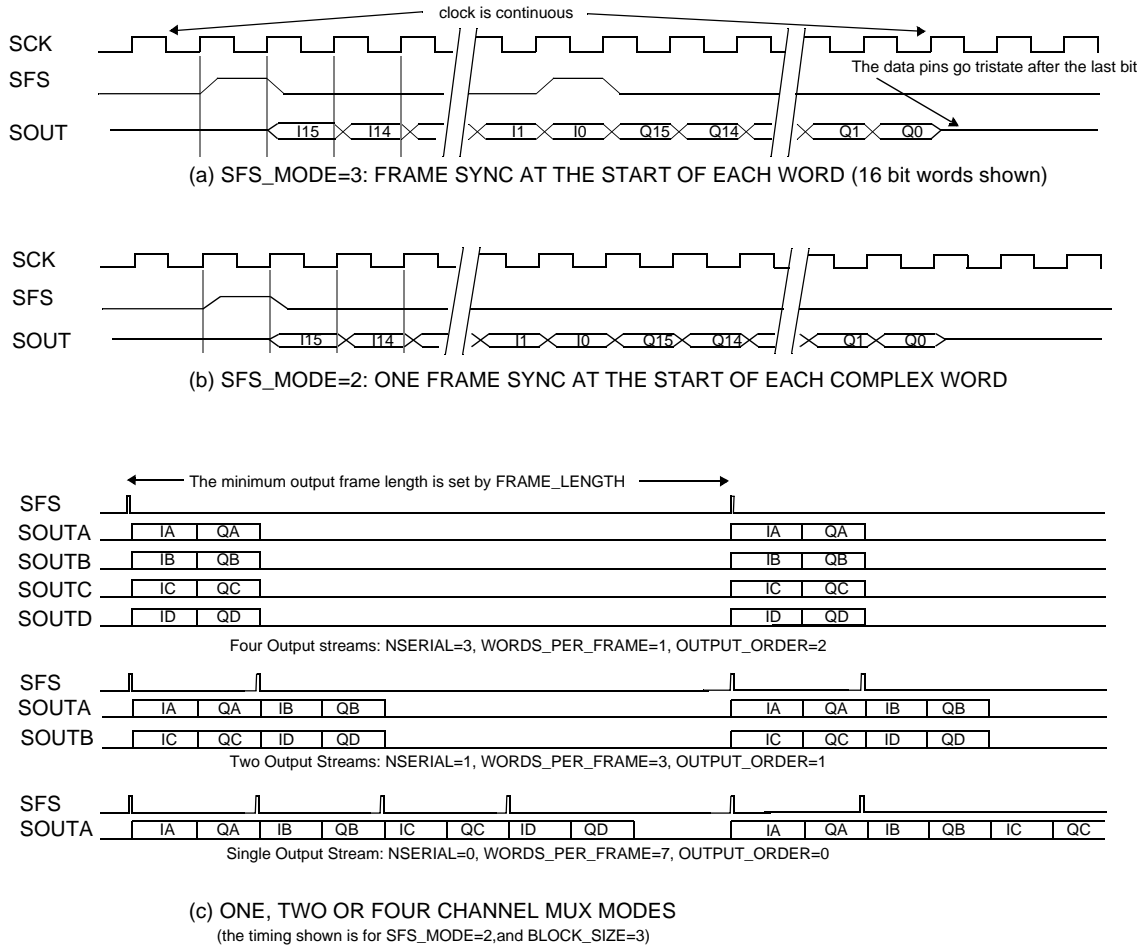 clock is continuous
SCK
SFS
The data pins go tristate after the last bit
SOUT I15 I14 I1 I0 Q15 Q14 Q1 Q0
(a) SFS_MODE=3: FRAME SYNC AT THE START OF EACH WORD (16 bit words shown)
SCK
SFS
SOUT I15 I14 I1 I0 Q15 Q14 Q1 Q0
(b) SFS_MODE=2: ONE FRAME SYNC AT THE START OF EACH COMPLEX WORD
The minimum output frame length is set by FRAME_LENGTH
SFS
SOUTA IA QA IA QA
SOUTB IB QB IB QB
SOUTC IC QC IC QC
SOUTD ID QD ID QD
Four Output streams: NSERIAL=3, WORDS_PER_FRAME=1, OUTPUT_ORDER=2
SFS
SOUTA IA QA IB QB IA QA IB QB
SOUTB IC QC ID QD IC QC ID QD
Two Output Streams: NSERIAL=1, WORDS_PER_FRAME=3, OUTPUT_ORDER=1
SFS
SOUTA IA QA IB QB IC QC ID QD IA QA IB QB IC QC
Single Output Stream: NSERIAL=0, WORDS_PER_FRAME=7, OUTPUT_ORDER=0
(c) ONE, TWO OR FOUR CHANNEL MUX MODES
(the timing shown is for SFS_MODE=2,and BLOCK_SIZE=3)